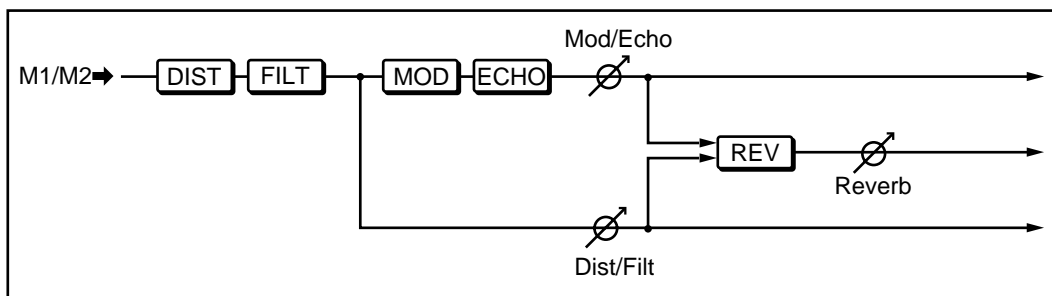 Mod/Echo
M1/M2 DIST FILT MOD ECHO
REV
Reverb
Dist/Filt